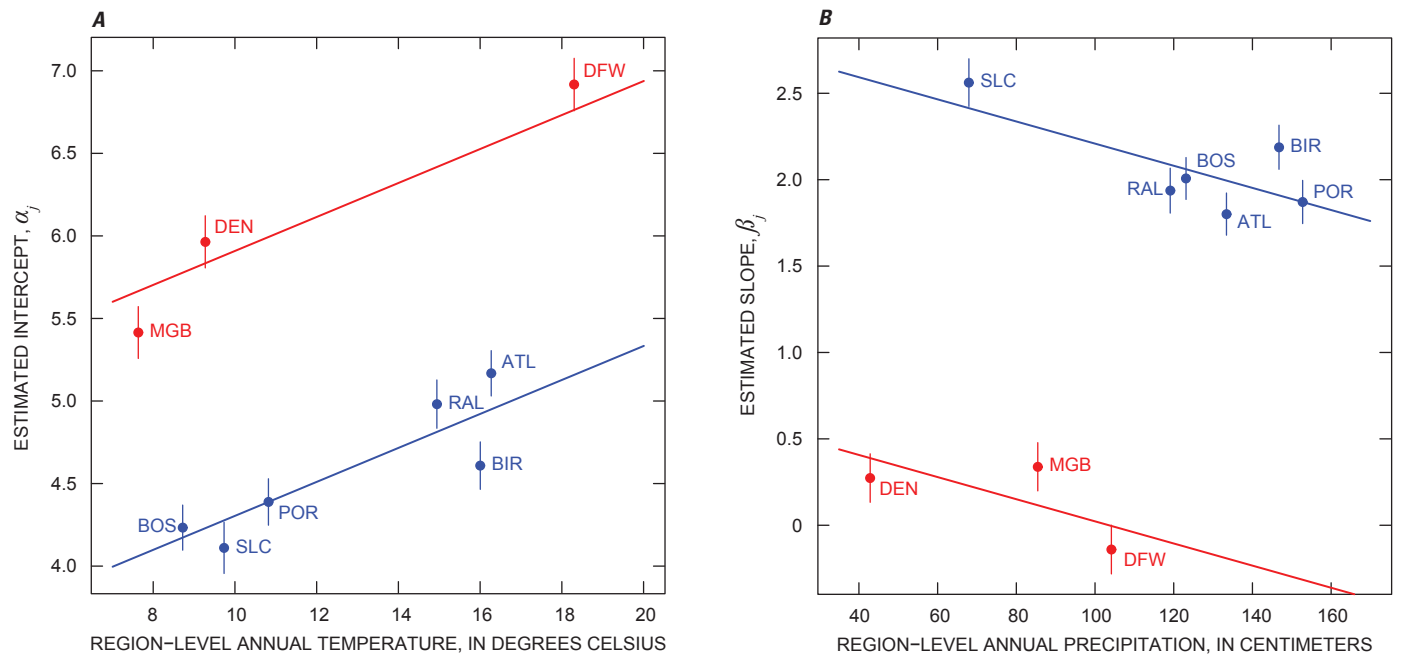 A
ESTIMATED INTERCEPT, αj
7.0
6.5
6.0
5.5
5.0
4.5
4.0
DFW
DEN
MGB
ATL
RAL
BIR
POR
BOS
SLC
8 10 12 14 16 18 20
REGION−LEVEL ANNUAL TEMPERATURE, IN DEGREES CELSIUS
B
ESTIMATED SLOPE, βj
2.5
2.0
1.5
1.0
0.5
0
SLC
BIR
BOS
RAL
POR
ATL
MGB
DEN
DFW
40 60 80 100 120 140 160
REGION−LEVEL ANNUAL PRECIPITATION, IN CENTIMETERS